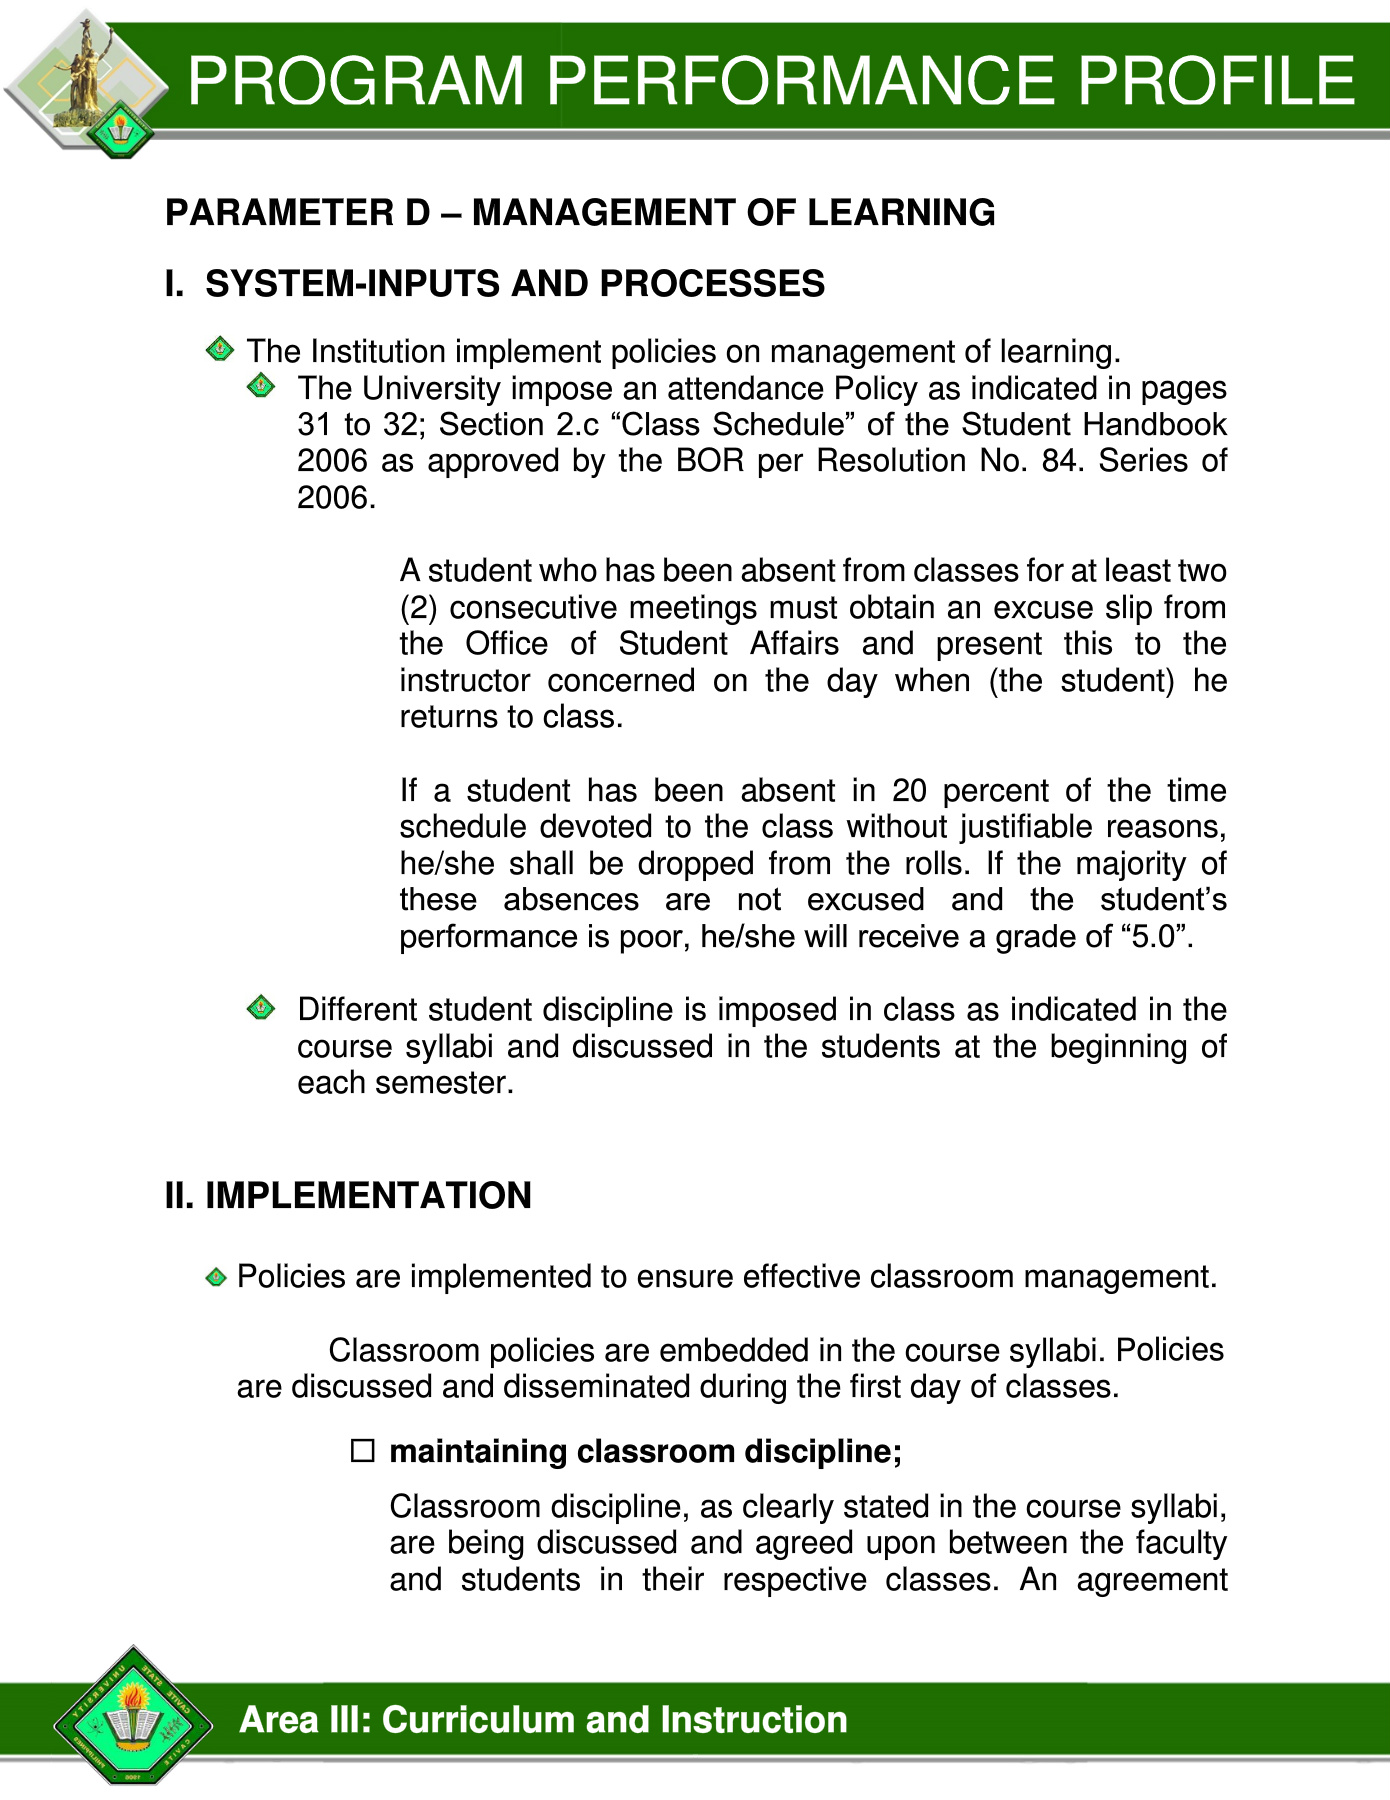 PROGRAM PERFORMANCE PROFILE
PARAMETER D – MANAGEMENT OF LEARNING
I. SYSTEM-INPUTS AND PROCESSES
The Institution implement policies on management of learning.
The University impose an attendance Policy as indicated in pages
31 to 32; Section 2.c “Class Schedule” of the Student Handbook
2006 as approved by the BOR per Resolution No. 84. Series of
2006.
A student who has been absent from classes for at least two
(2) consecutive meetings must obtain an excuse slip from
the Office of Student Affairs and present this to the
instructor concerned on the day when (the student) he
returns to class.
If a student has been absent in 20 percent of the time
schedule devoted to the class without justifiable reasons,
he/she shall be dropped from the rolls. If the majority of
these absences are not excused and the student’s
performance is poor, he/she will receive a grade of “5.0”.
Different student discipline is imposed in class as indicated in the
course syllabi and discussed in the students at the beginning of
each semester.
II. IMPLEMENTATION
Policies are implemented to ensure effective classroom management.
Classroom policies are embedded in the course syllabi. Policies
are discussed and disseminated during the first day of classes.
☐ maintaining classroom discipline;
Classroom discipline, as clearly stated in the course syllabi,
are being discussed and agreed upon between the faculty
and students in their respective classes. An agreement
CAVITE STATE UNIVERSITY
CAVITE
PHILIPPINES
Area III: Curriculum and Instruction